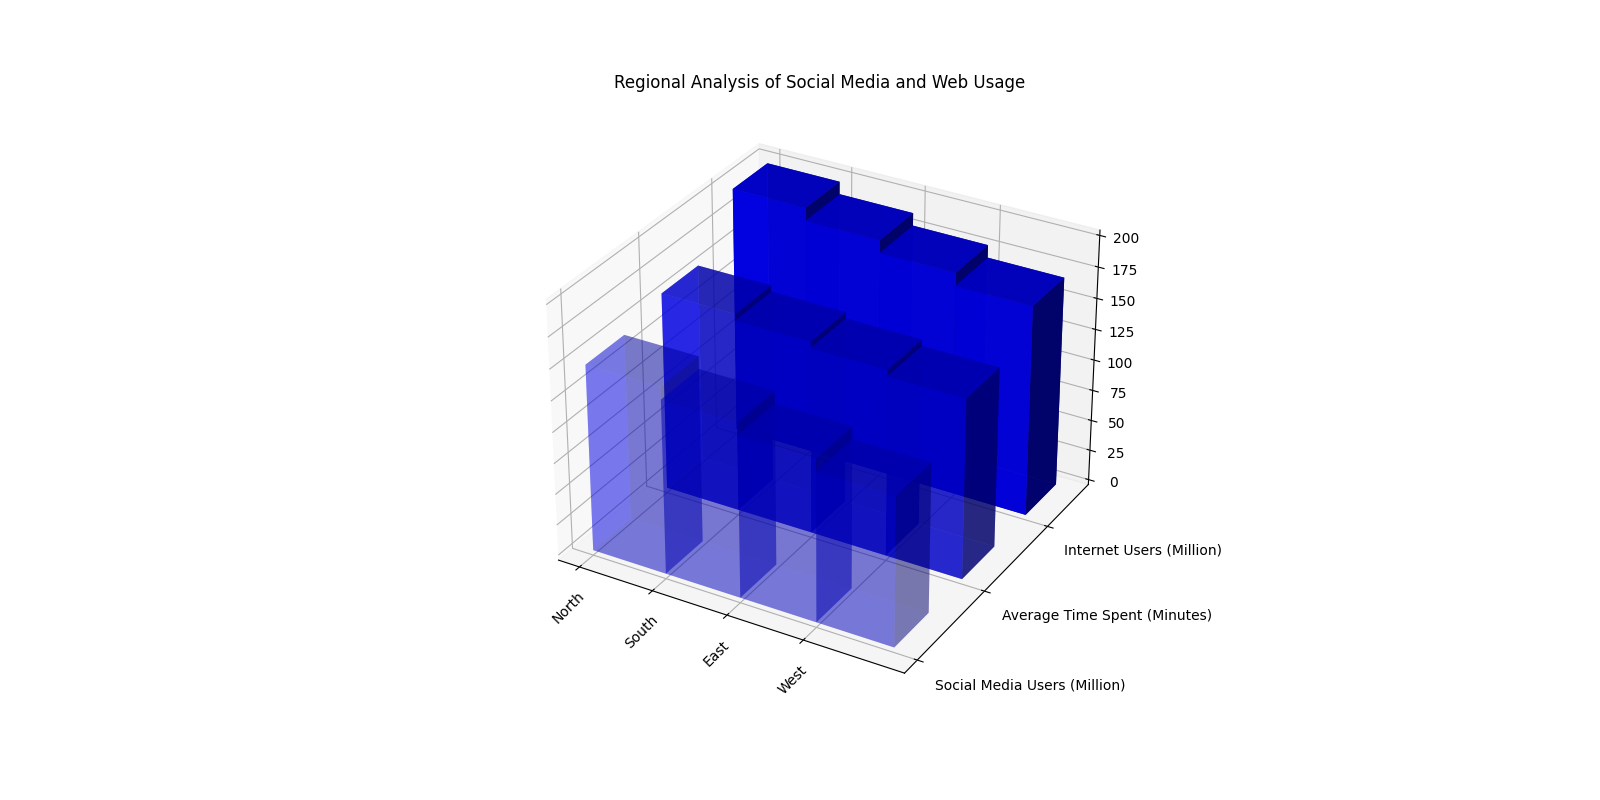 Regional Analysis of Social Media and Web Usage
200
175
150
125
100
75
50
25
0
Internet Users (Million)
Average Time Spent (Minutes)
Social Media Users (Million)
North
South
East
West